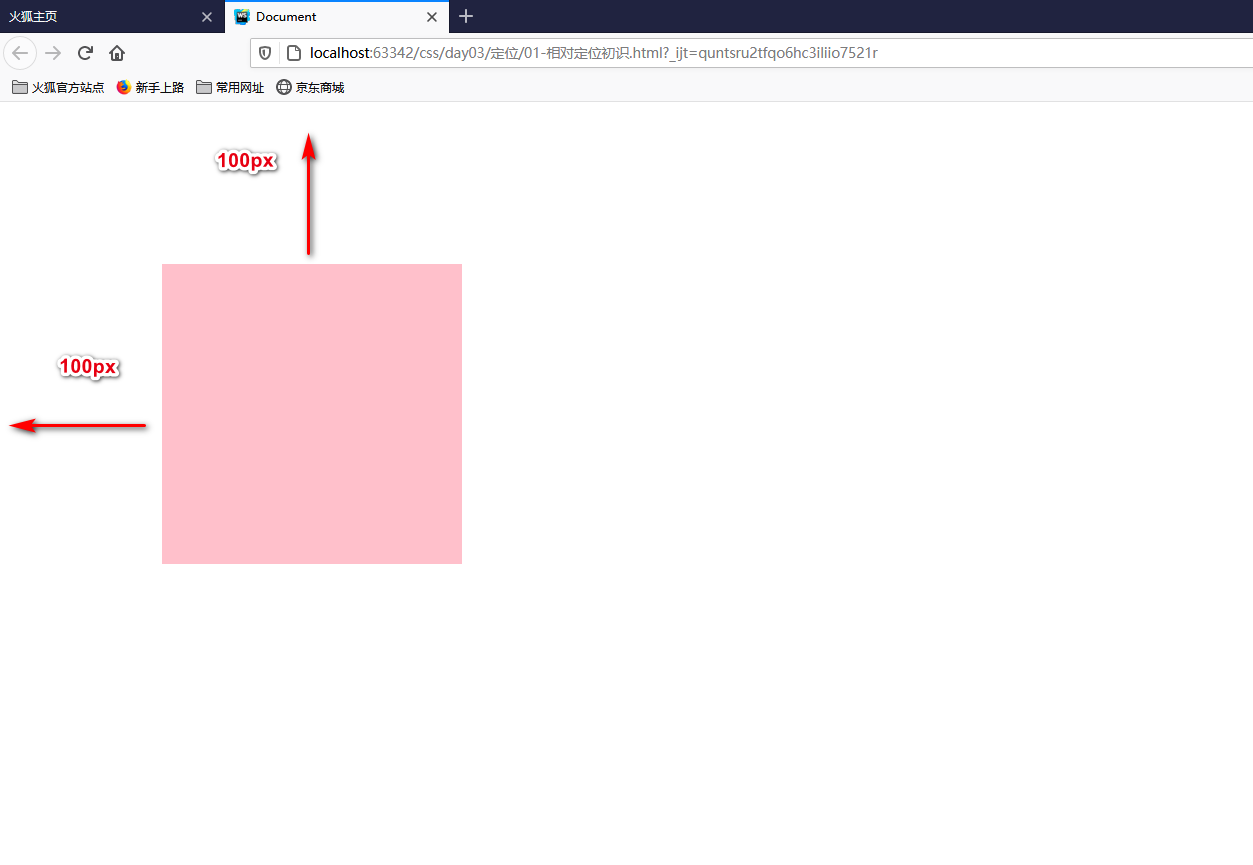 火狐主页
Document
localhost:63342/css/day03/定位/01-相对定位初识.html?_ijt=quntsru2tfqo6hc3iliio7521r
火狐官方站点 新手上路 常用网址 京东商城
100px
100px